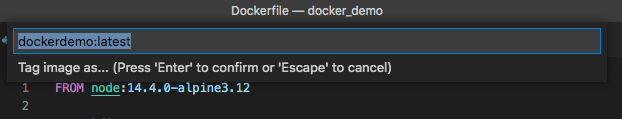 Dockerfile — docker_demo
dockerdemo:latest
Tag image as... (Press 'Enter' to confirm or 'Escape' to cancel)
1 FROM node:14.4.0-alpine3.12
2